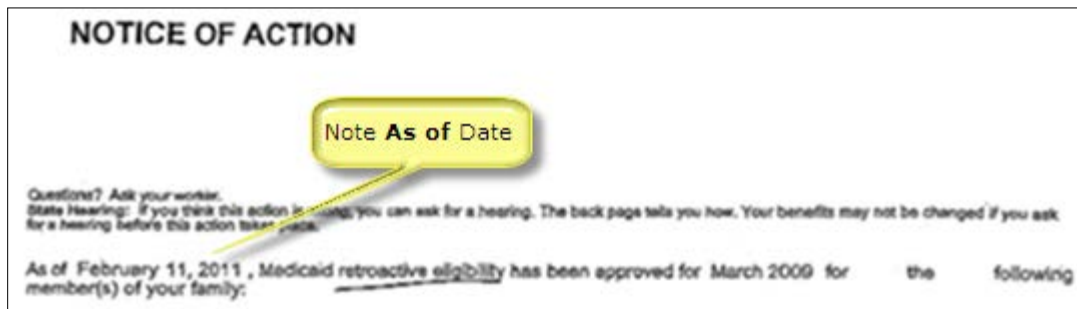 NOTICE OF ACTION
Note As of Date
Questions? Ask your worker.
State Hearing: If you think this action is wrong, you can ask for a hearing. The back page tells you how. Your benefits may not be changed if you ask
for a hearing before this action takes place.
As of February 11, 2011 , Medicaid retroactive eligibility has been approved for March 2009 for the following
member(s) of your family: